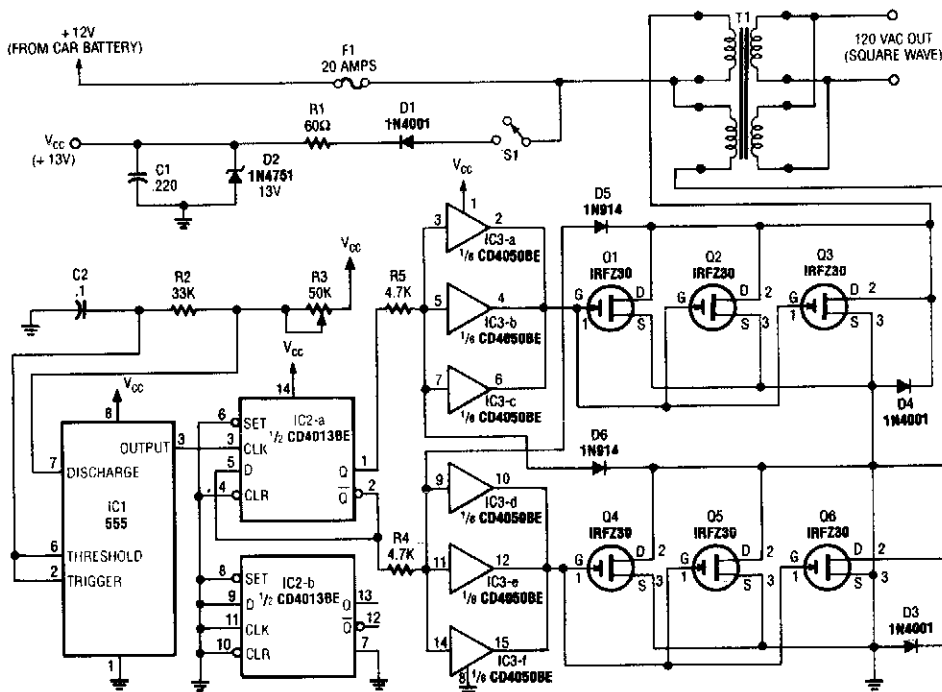 +12V
(FROM CAR BATTERY)
F1
20 AMPS
T1
120 VAC OUT
(SQUARE WAVE)
VCC
(+ 13V)
R1
60Ω
D1
1N4001
S1
C1
.220
D2
1N4751
13V
VCC
1
3
2
IC3-a
1/6 CD4050BE
D5
1N914
C2
.1
R2
33K
R3
50K
VCC
R5
4.7K
5
4
IC3-b
1/6 CD4050BE
7
6
IC3-c
1/6 CD4050BE
Q1
IRFZ30
G
1
D
S
Q2
IRFZ30
G
1
D
2
S
3
Q3
IRFZ30
G
1
D
2
S
3
D4
1N4001
VCC
8
OUTPUT
3
7
DISCHARGE
IC1
555
6
THRESHOLD
2
TRIGGER
1
VCC
14
IC2-a
1/2 CD4013BE
6
SET
3
CLK
5
D
4
CLR
Q
1
Q
2
IC2-b
1/2 CD4013BE
8
SET
9
D
11
CLK
10
CLR
Q
13
Q
12
7
R4
4.7K
D6
1N914
9
10
IC3-d
1/6 CD4050BE
11
12
IC3-e
1/6 CD4050BE
14
15
IC3-f
8
1/6 CD4050BE
Q4
IRFZ30
G
1
D
2
S
3
Q5
IRFZ30
G
1
D
2
S
3
Q6
IRFZ30
G
1
D
2
S
3
D3
1N4001